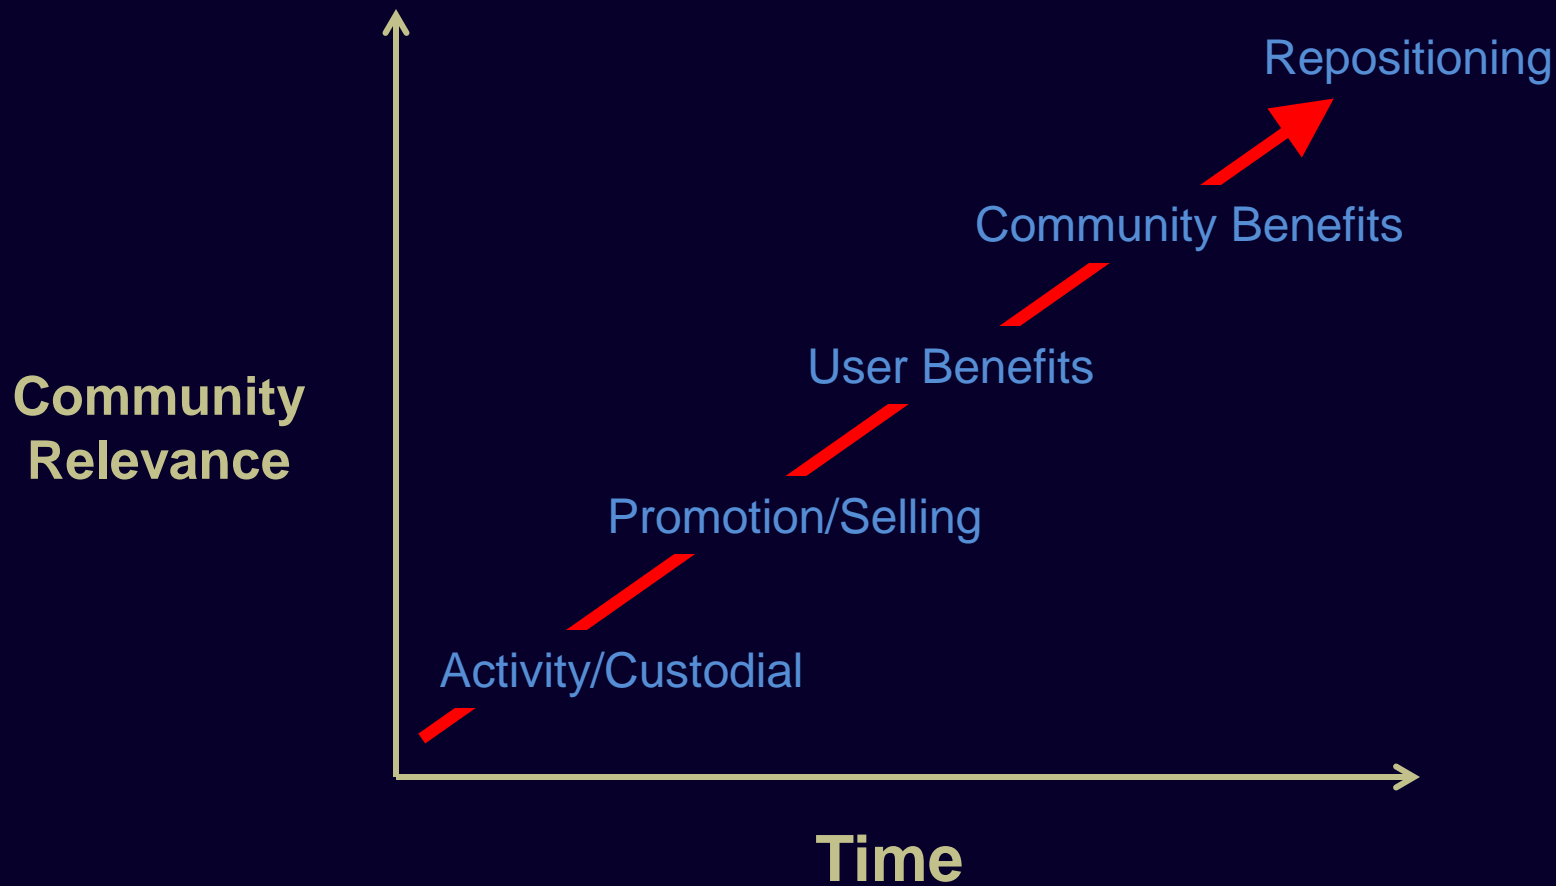 Repositioning
Community Benefits
User Benefits
Community
Relevance
Promotion/Selling
Activity/Custodial
Time